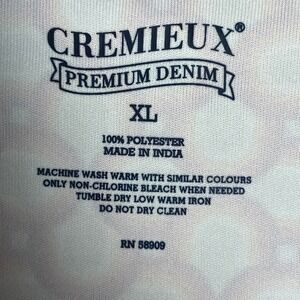 CREMIEUX®
PREMIUM DENIM
XL
100% POLYESTER
MADE IN INDIA
MACHINE WASH WARM WITH SIMILAR COLOURS
ONLY NON-CHLORINE BLEACH WHEN NEEDED
TUMBLE DRY LOW WARM IRON
DO NOT DRY CLEAN
RN 58909